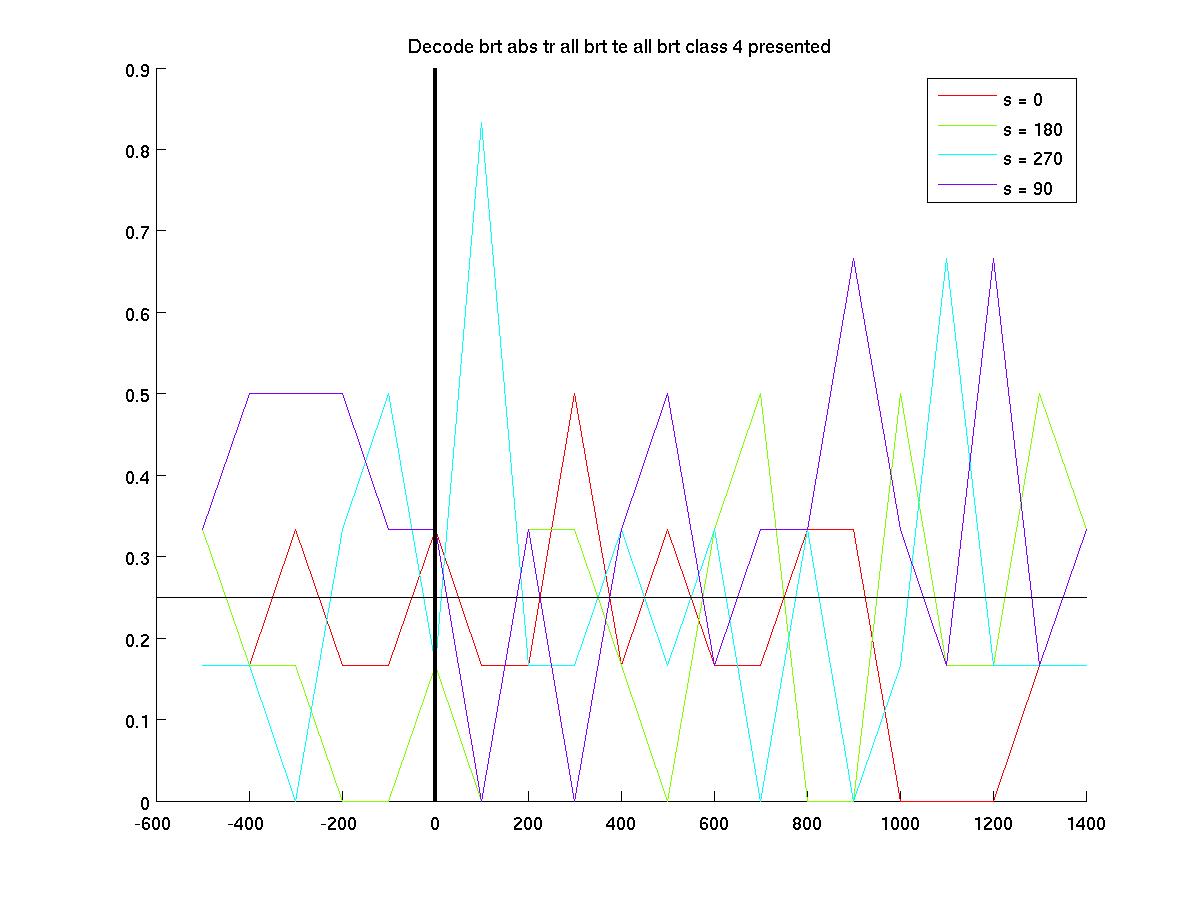 Decode brt abs tr all brt te all brt class 4 presented
0.9
s = 0
s = 180
s = 270
s = 90
0.8
0.7
0.6
0.5
0.4
0.3
0.2
0.1
0
-600 -400 -200 0 200 400 600 800 1000 1200 1400